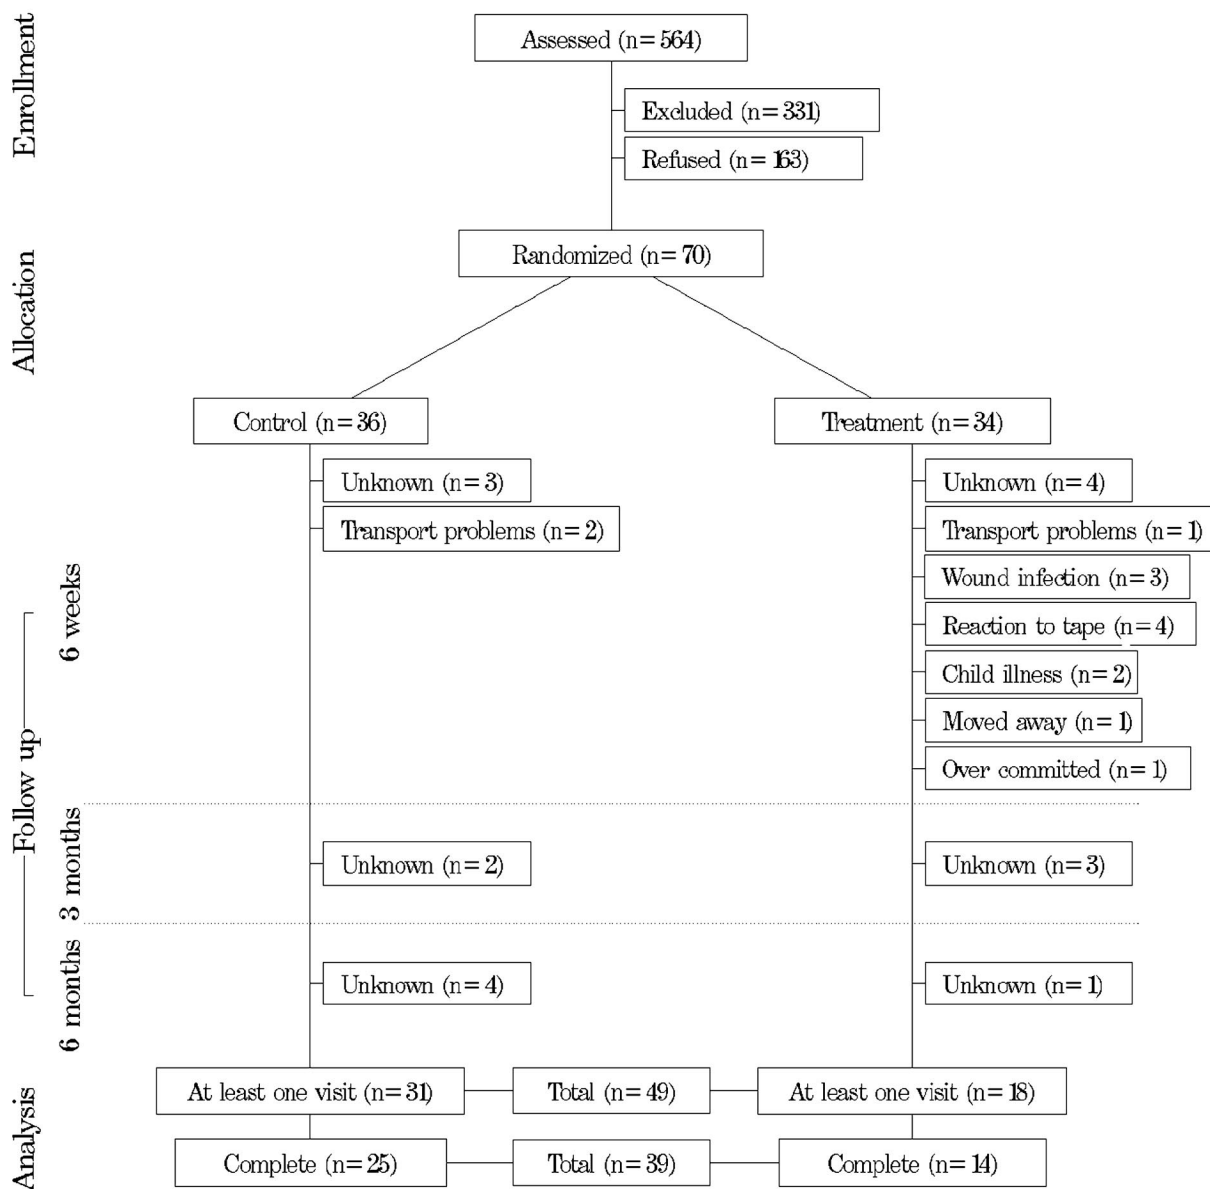 Enrollment
Assessed (n=564)
Excluded (n=331)
Refused (n=163)
Allocation
Randomized (n=70)
Control (n=36)
Treatment (n=34)
Follow up
6 weeks
Unknown (n=3)
Transport problems (n=2)
Unknown (n=4)
Transport problems (n=1)
Wound infection (n=3)
Reaction to tape (n=4)
Child illness (n=2)
Moved away (n=1)
Over committed (n=1)
3 months
Unknown (n=2)
Unknown (n=3)
6 months
Unknown (n=4)
Unknown (n=1)
Analysis
At least one visit (n=31)
Total (n=49)
At least one visit (n=18)
Complete (n=25)
Total (n=39)
Complete (n=14)